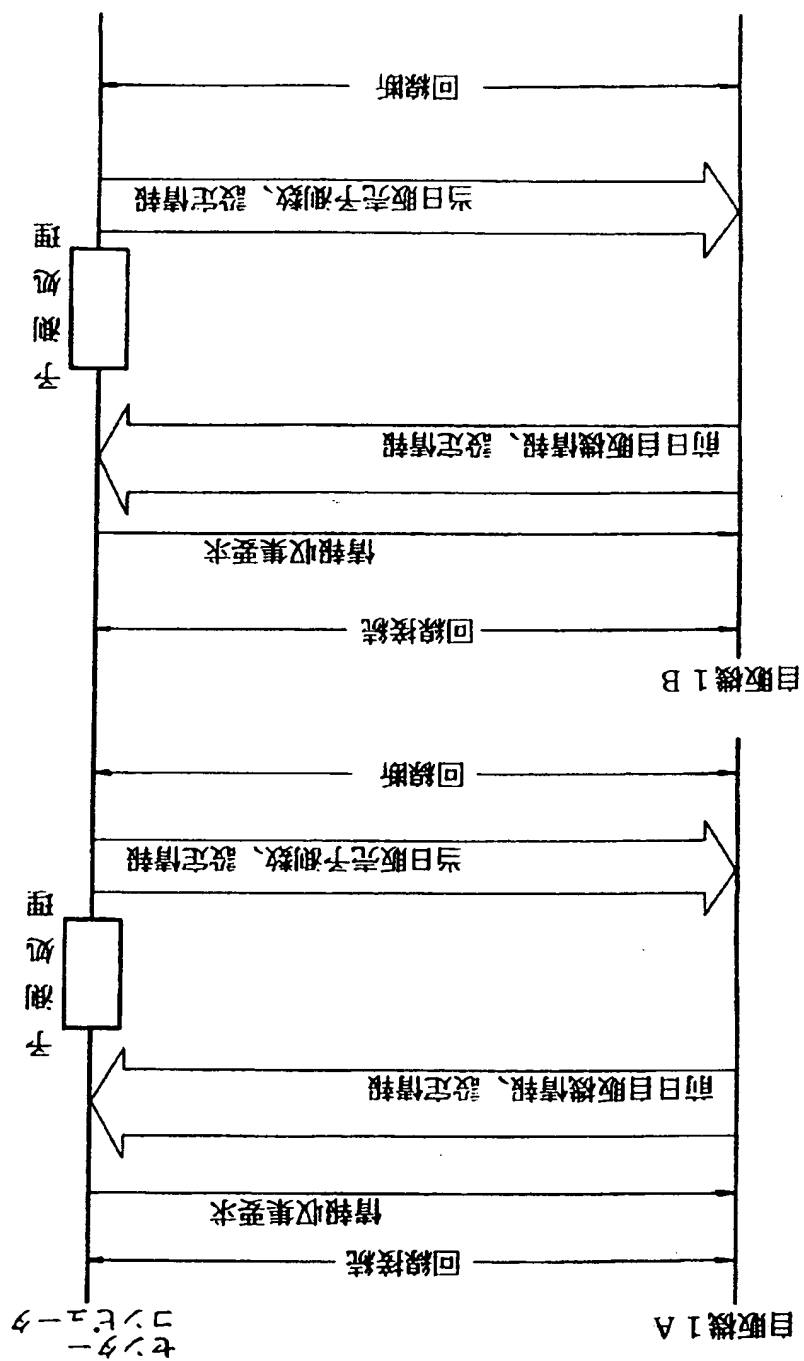 自販機1A
センター
コンピュータ
回線接続
情報収集要求
前日自販機情報、設定情報
予測処理
当日販売予測数、設定情報
回線断
自販機1B
回線接続
情報収集要求
前日自販機情報、設定情報
予測処理
当日販売予測数、設定情報
回線断